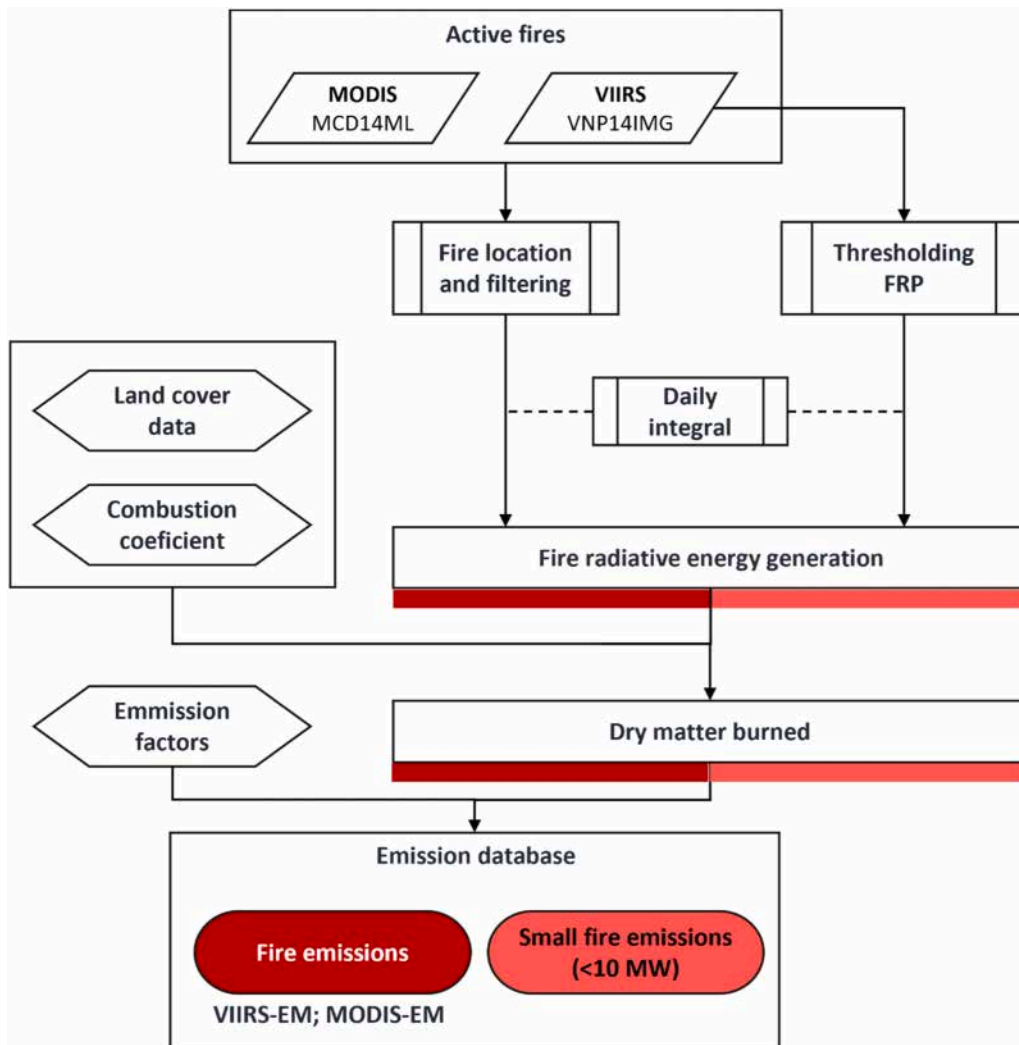 Active fires
MODIS
MCD14ML
VIIRS
VNP14IMG
Fire location
and filtering
Thresholding
FRP
Land cover
data
Daily
integral
Combustion
coeficient
Fire radiative energy generation
Emmission
factors
Dry matter burned
Emission database
Fire emissions
Small fire emissions
(<10 MW)
VIIRS-EM; MODIS-EM